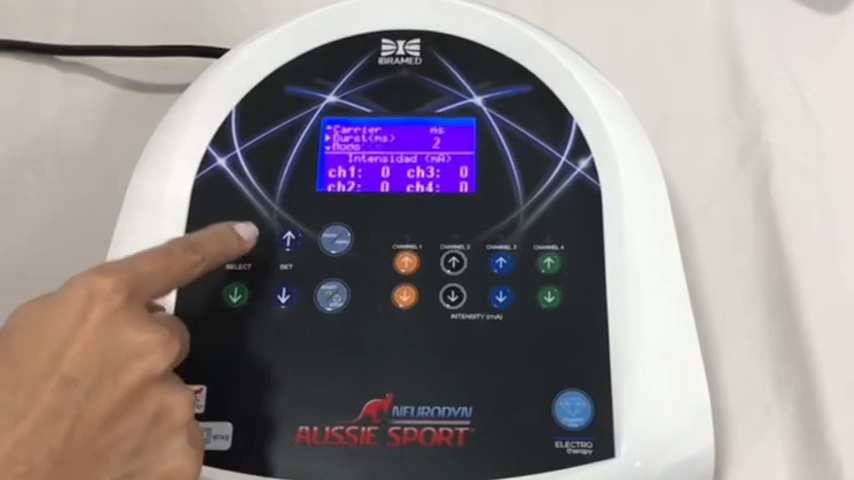 IBRAMED
Carrier ms
Burst(ms) 2
Modo
Intensidad (mA)
ch1: 0 ch3: 0
ch2: 0 ch4: 0
CHANNEL 1 CHANNEL 2 CHANNEL 3 CHANNEL 4
SELECT SET
INTENSITY (mA)
NEURODYN
AUSSIE SPORT
ELECTRO
therapy